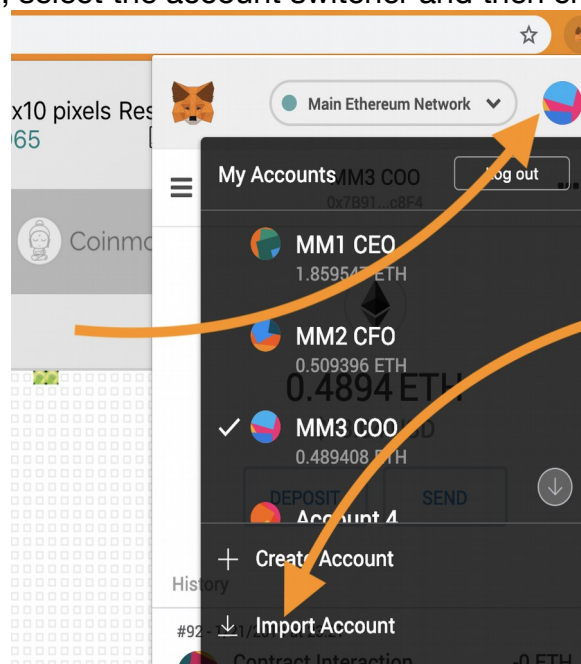 , select the account switcher and then
x10 pixels Res
Main Ethereum Network
65
My Accounts
Log out
MM3 COO
0x7B91...c8F4
Coinmo
MM1 CEO
1.859547 ETH
MM2 CFO
0.509396 ETH
0.4894 ETH
MM3 COO
0.489408 ETH
DEPOSIT
SEND
Account 4
Create Account
History
Import Account
#92
Contract Interaction
-0 ETH